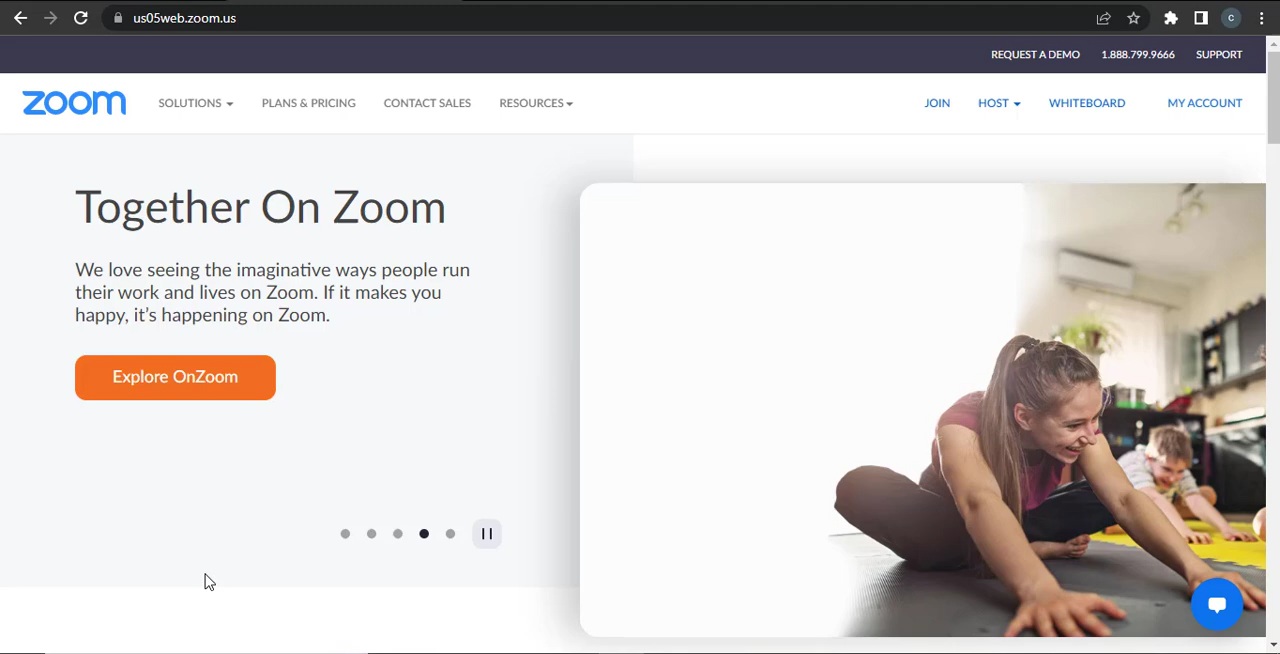 us05web.zoom.us
C
REQUEST A DEMO 1.888.799.9666 SUPPORT
zoom SOLUTIONS PLANS & PRICING CONTACT SALES RESOURCES JOIN HOST WHITEBOARD MY ACCOUNT
Together On Zoom
We love seeing the imaginative ways people run
their work and lives on Zoom. If it makes you
happy, it’s happening on Zoom.
Explore OnZoom